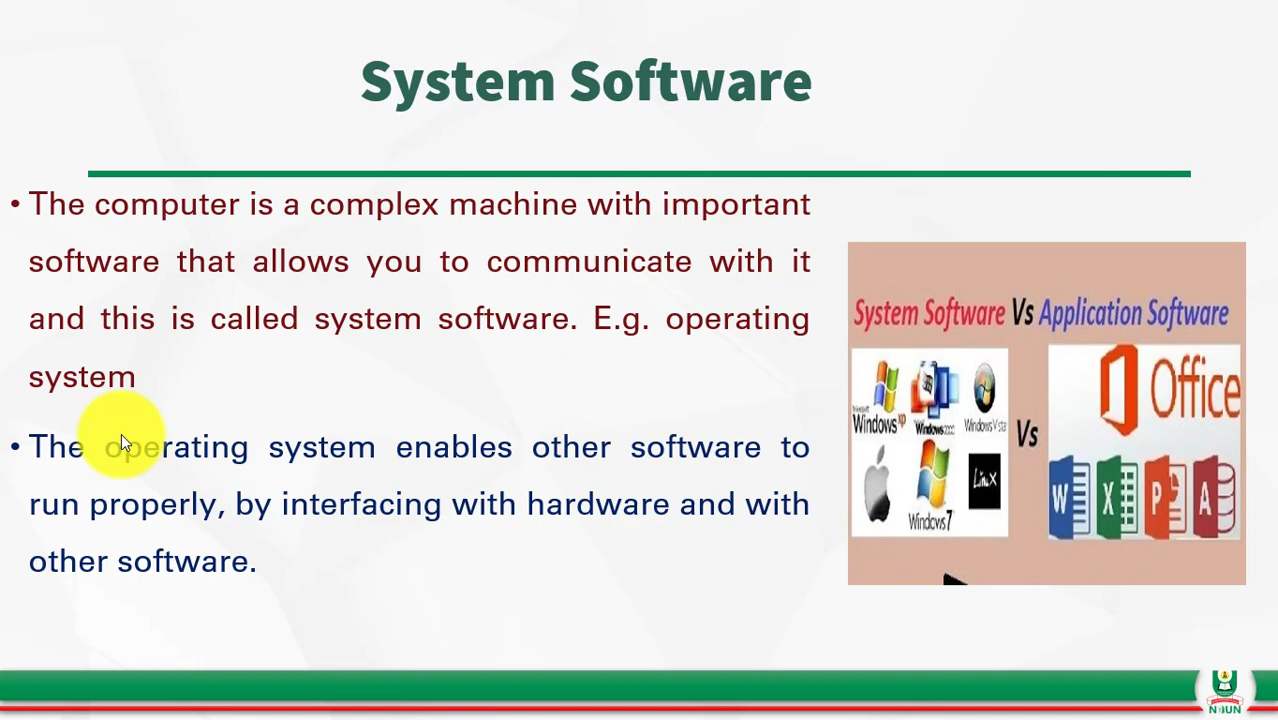 System Software
• The computer is a complex machine with important
software that allows you to communicate with it
and this is called system software. E.g. operating
system
• The operating system enables other software to
run properly, by interfacing with hardware and with
other software.
System Software Vs Application Software
Windows xp
Windows 2000
Windows Vista
Windows 7
Linux
Vs
Office
W X P A
NOUN